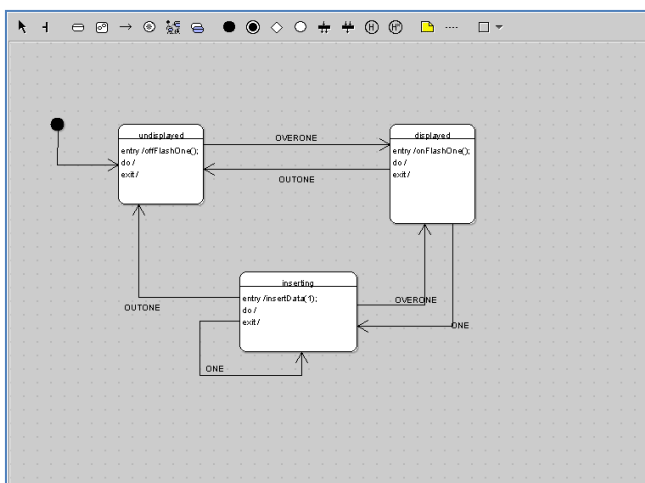 H
H*
undisplayed
entry /offFlashOne();
do /
exit /
OVERONE
OUTONE
displayed
entry /onFlashOne();
do /
exit /
inserting
entry /insertData(1);
do /
exit /
OUTONE
OVERONE
ONE
ONE